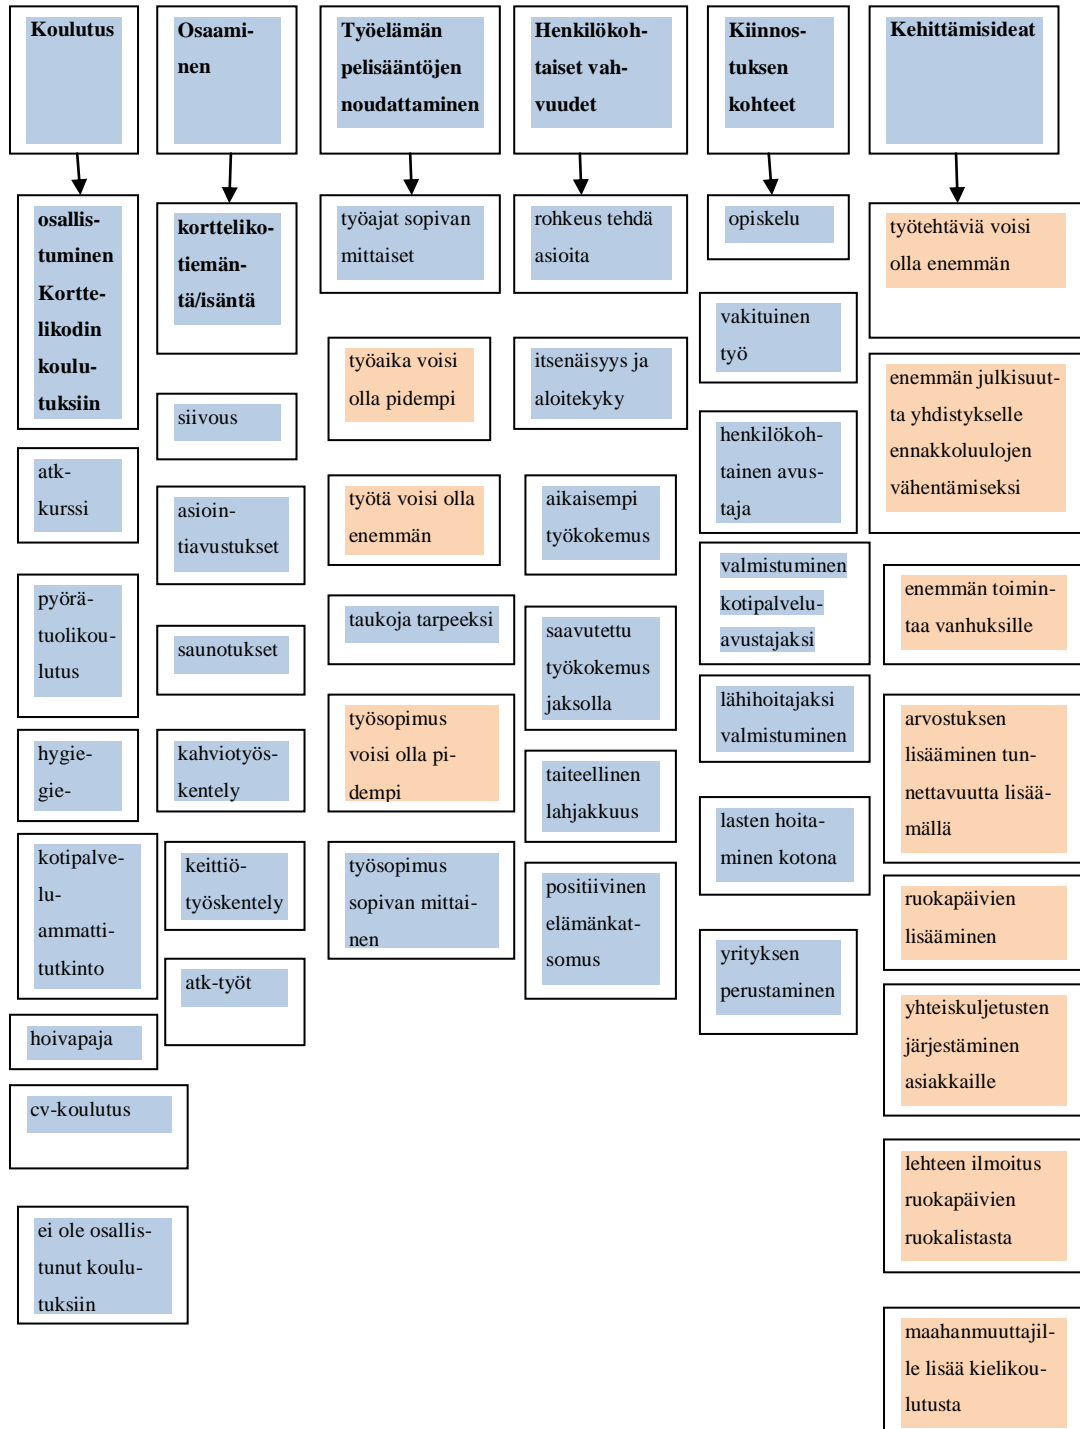 Koulutus
Osaami-
nen
Työelämän
pelisääntöjen
noudattaminen
Henkilökoh-
taiset vah-
vuudet
Kiinnos-
tuksen
kohteet
Kehittämisideat
osallis-
tuminen
Kortte-
likodin
koulu-
tuksiin
atk-
kurssi
pyörä-
tuolikou-
lutus
hygie-
gie-
kotipalve-
lu-
ammatti-
tutkinto
hoivapaja
cv-koulutus
ei ole osallis-
tunut koulu-
tuksiin
kortteliko-
tiemän-
tä/isäntä
siivous
asioin-
tiavustukset
saunotukset
kahviotyös-
kentely
keittiö-
työskentely
atk-työt
työajat sopivan
mittaiset
työaika voisi
olla pidempi
työtä voisi olla
enemmän
taukoja tarpeeksi
työsopimus
voisi olla pi-
dempi
työsopimus
sopivan mittai-
nen
rohkeus tehdä
asioita
itsenäisyys ja
aloitekyky
aikaisempi
työkokemus
saavutettu
työkokemus
jaksolla
taiteellinen
lahjakkuus
positiivinen
elämänkat-
somus
opiskelu
vakituinen
työ
henkilökoh-
tainen avus-
taja
valmistuminen
kotipalvelu-
avustajaksi
lähihoitajaksi
valmistuminen
lasten hoita-
minen kotona
yrityksen
perustaminen
työtehtäviä voisi
olla enemmän
enemmän julkisuut-
ta yhdistykselle
ennakkoluulojen
vähentämiseksi
enemmän toimin-
taa vanhuksille
arvostuksen
lisääminen tun-
nettavuutta lisää-
mällä
ruokapäivien
lisääminen
yhteiskuljetusten
järjestäminen
asiakkaille
lehteen ilmoitus
ruokapäivien
ruokalistasta
maahanmuuttajil-
le lisää kielikou-
lutusta